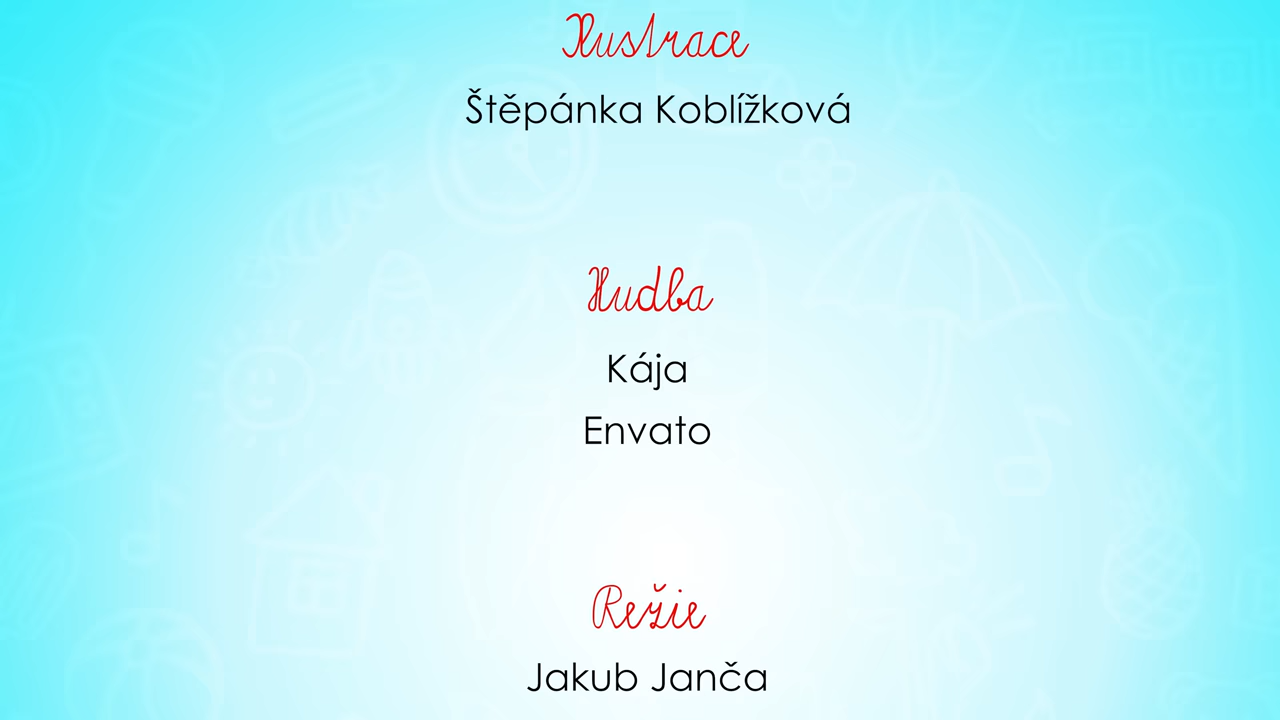 Ilustrace
Štěpánka Koblížková
Hudba
Kája
Envato
Režie
Jakub Janča